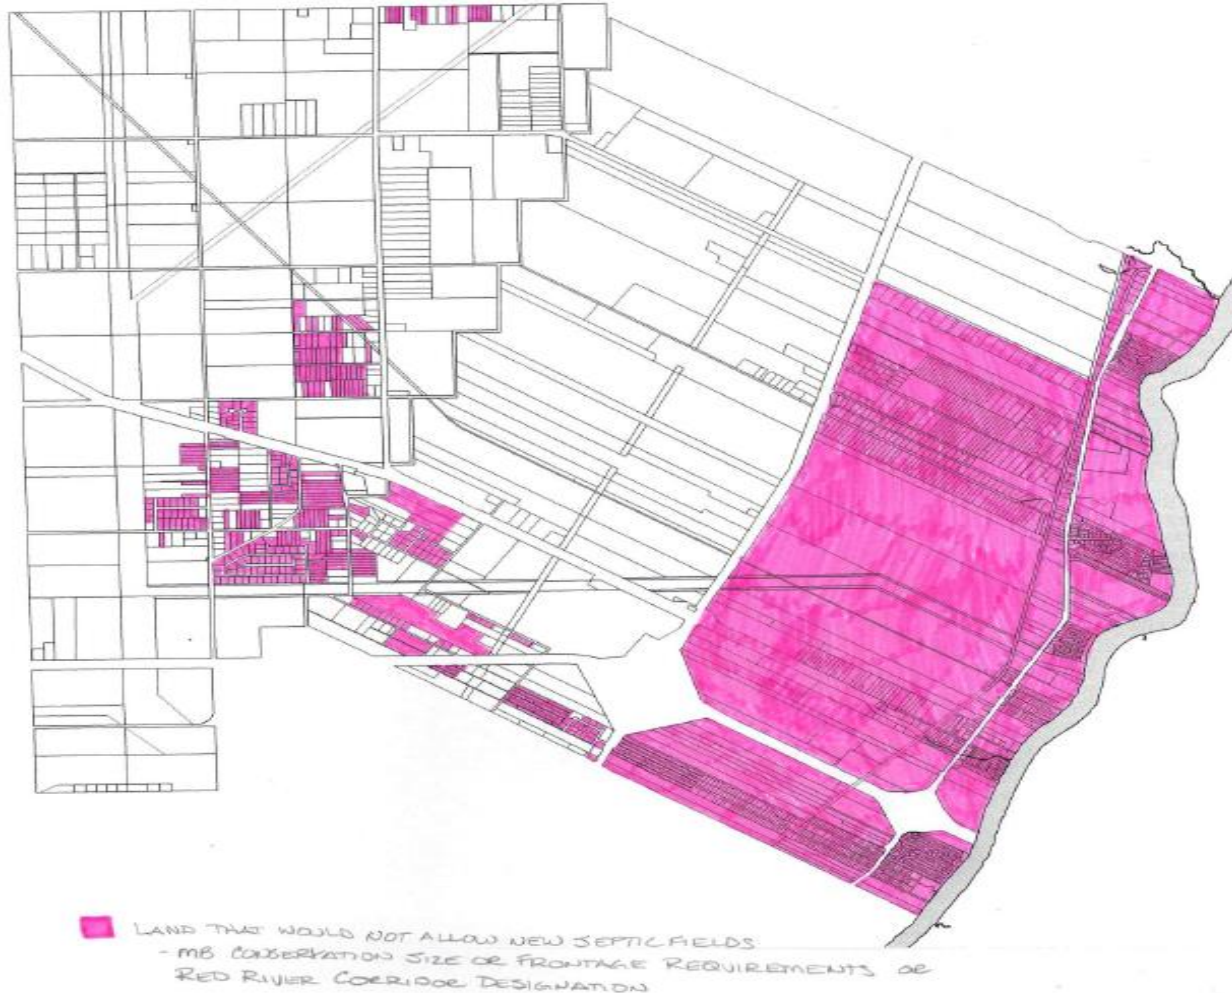 LAND THAT WOULD NOT ALLOW NEW SEPTIC FIELDS
- MB CONSERVATION SIZE OR FRONTAGE REQUIREMENTS OR
RED RIVER CORRIDOR DESIGNATION